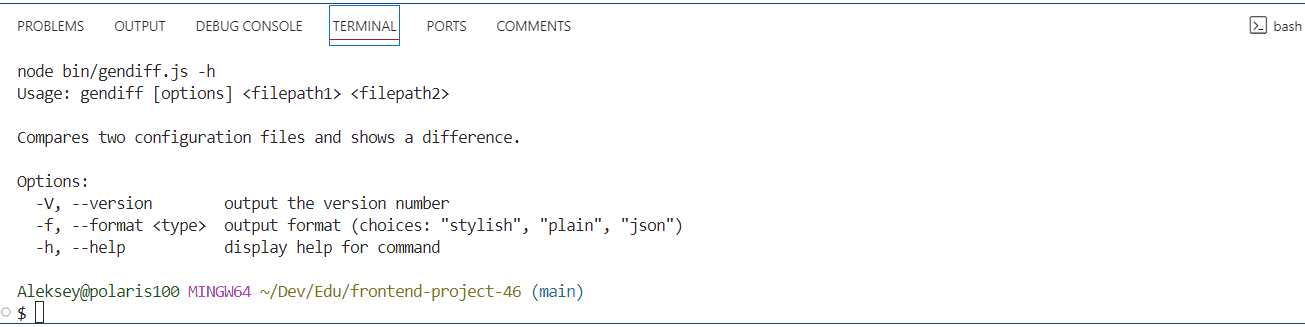 PROBLEMS OUTPUT DEBUG CONSOLE TERMINAL PORTS COMMENTS bash
node bin/gendiff.js -h
Usage: gendiff [options] <filepath1> <filepath2>
Compares two configuration files and shows a difference.
Options:
-V, --version output the version number
-f, --format <type> output format (choices: "stylish", "plain", "json")
-h, --help display help for command
Aleksey@polaris100 MINGW64 ~/Dev/Edu/frontend-project-46 (main)
$